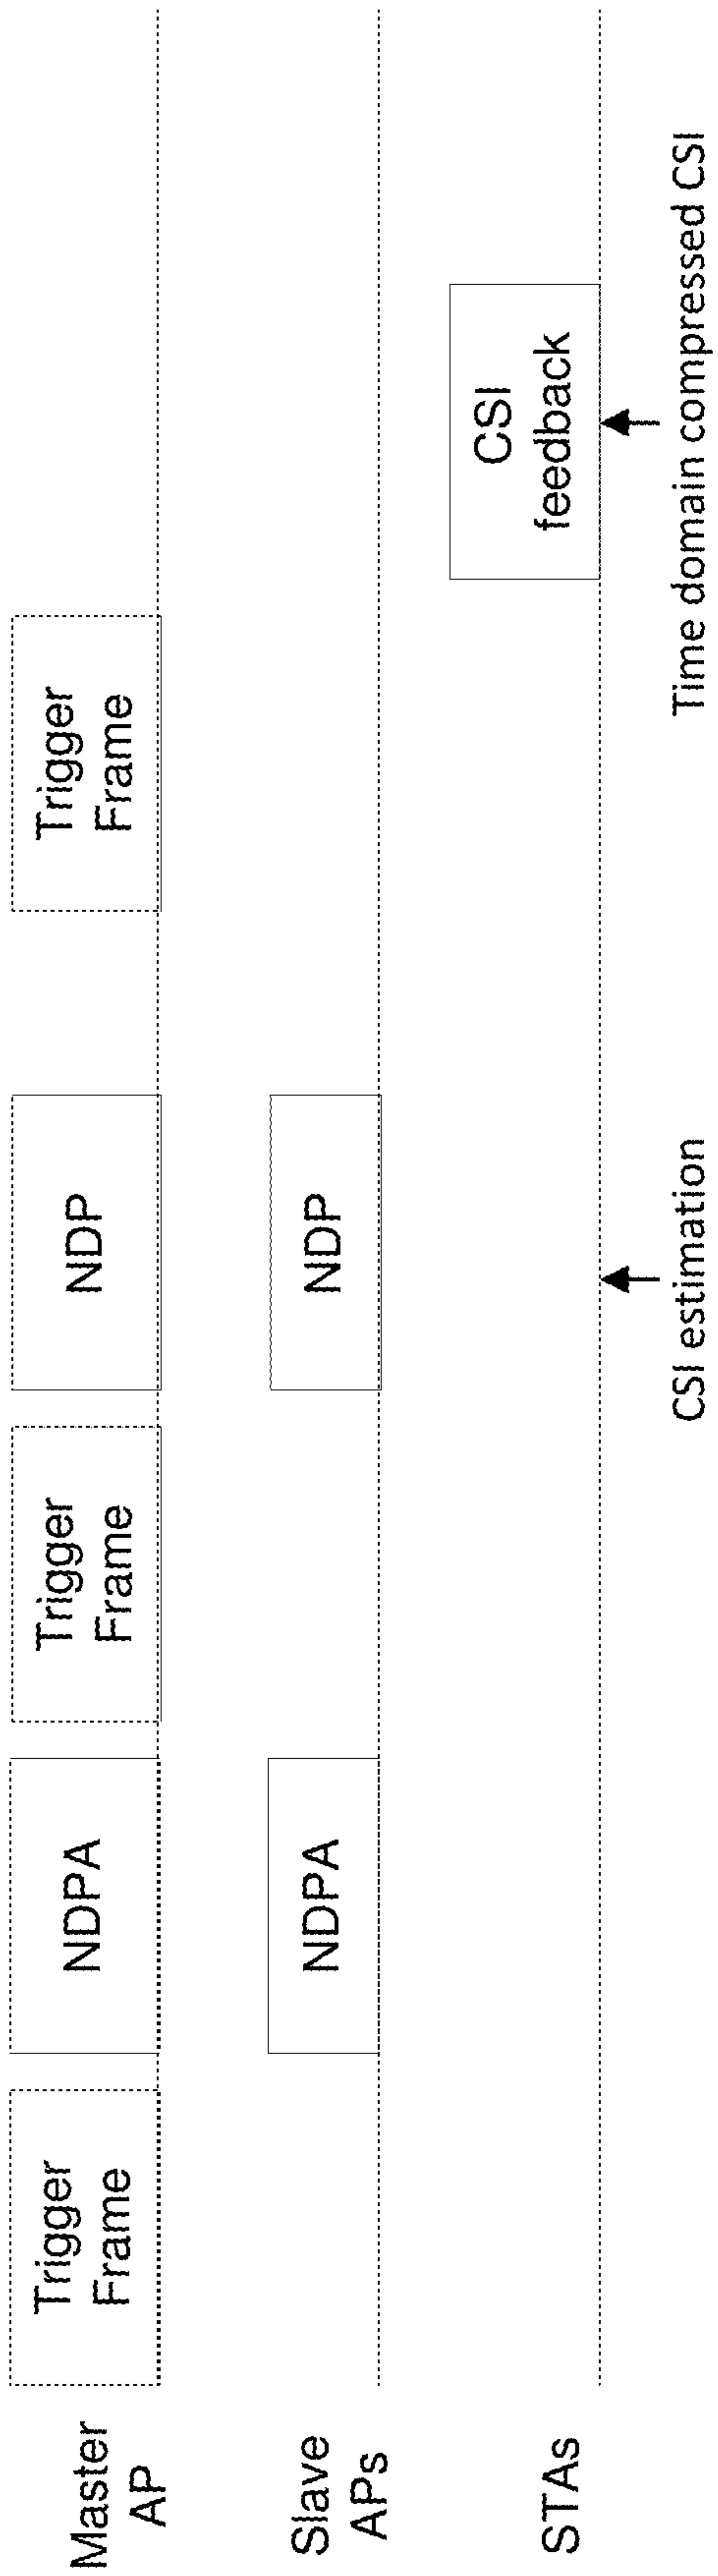 Master
AP
Trigger
Frame
NDPA
Trigger
Frame
NDP
Trigger
Frame
Slave
APs
NDPA
NDP
STAs
CSI
feedback
CSI estimation
Time domain compressed CSI